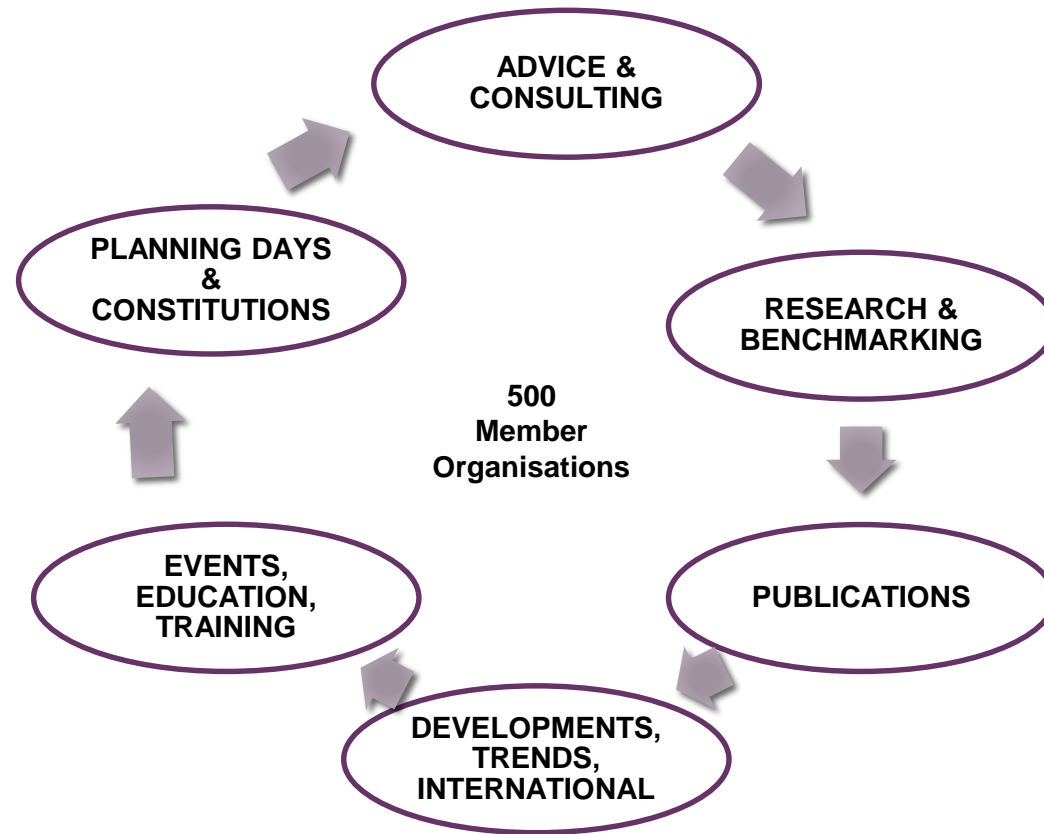 ADVICE &
CONSULTING
PLANNING DAYS
&
CONSTITUTIONS
RESEARCH &
BENCHMARKING
500
Member
Organisations
EVENTS,
EDUCATION,
TRAINING
PUBLICATIONS
DEVELOPMENTS,
TRENDS,
INTERNATIONAL